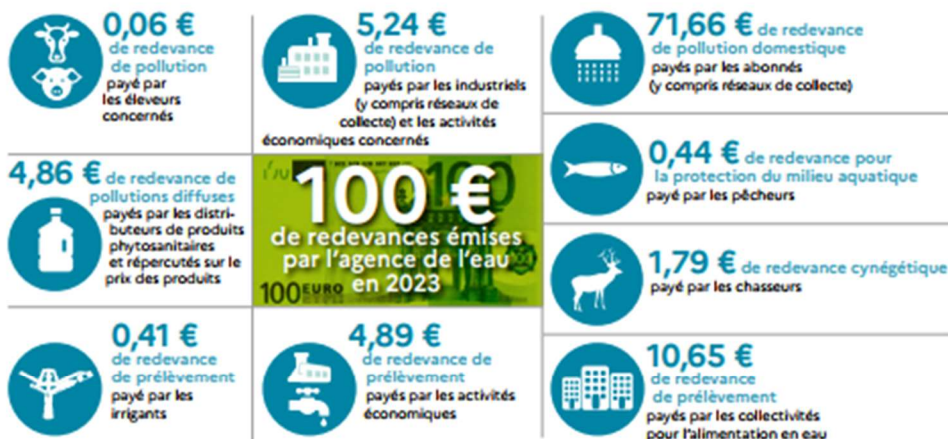 0,06 €
de redevance
de pollution
payé par
les éleveurs
concernés
5,24 €
de redevance de
pollution
payés par les industriels
(y compris réseaux de
collecte) et les activités
économiques concernés
71,66 € de redevance
de pollution domestique
payés par les abonnés
(y compris réseaux de collecte)
4,86 € de redevance de
pollutions diffuses
payés par les distri-
buteurs de produits
phytosanitaires
et répercutés sur le
prix des produits
100 €
de redevances émises
par l'agence de l'eau
en 2023
100 EURO
0,44 € de redevance pour
la protection du milieu aquatique
payé par les pêcheurs
1,79 € de redevance cynégétique
payé par les chasseurs
0,41 €
de redevance
de prélèvement
payé par les
irrigants
4,89 €
de redevance de
prélèvement
payés par les activités
économiques
10,65 €
de redevance
de prélèvement
payés par les collectivités
pour l'alimentation en eau